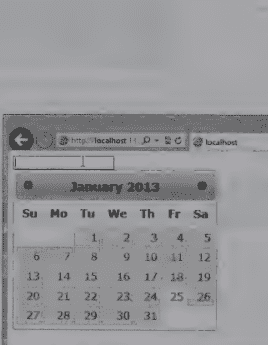 http://localhost localhost
January 2013
Su Mo Tu We Th Fr Sa
1 2 3 4 5
6 7 8 9 10 11 12
13 14 15 16 17 18 19
20 21 22 23 24 25 26
27 28 29 30 31